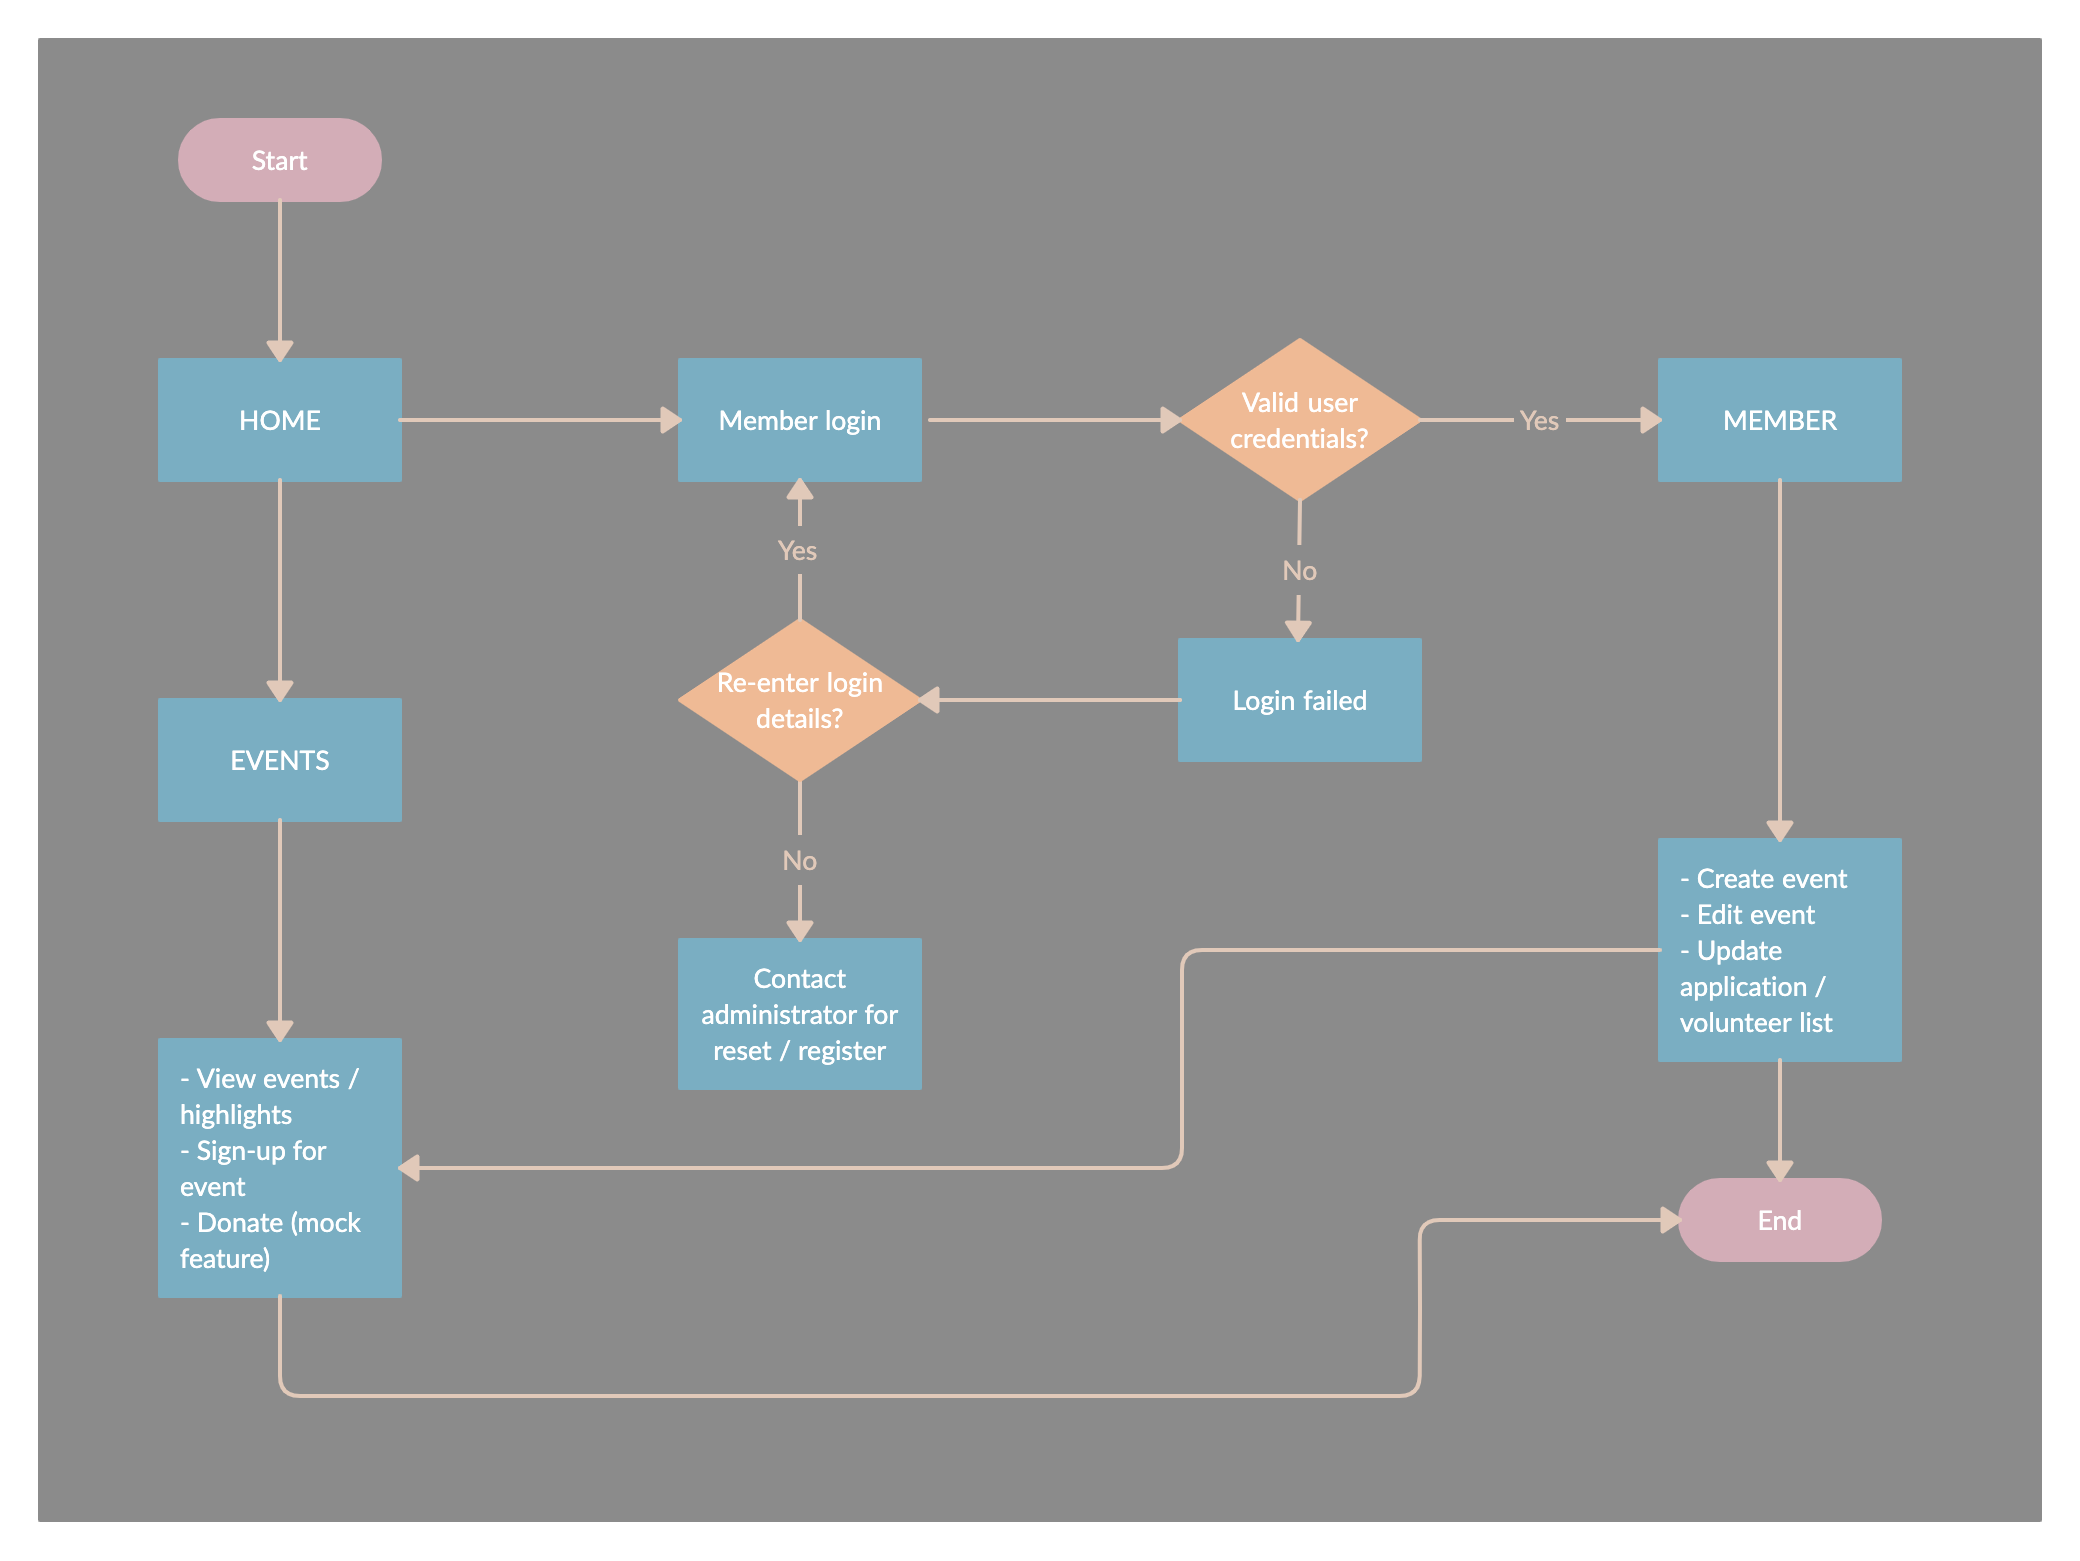 Start
HOME
Member login
Valid user
credentials?
Yes
MEMBER
Yes
No
Re-enter login
details?
Login failed
EVENTS
No
- Create event
- Edit event
- Update
application /
volunteer list
Contact
administrator for
reset / register
- View events /
highlights
- Sign-up for
event
- Donate (mock
feature)
End